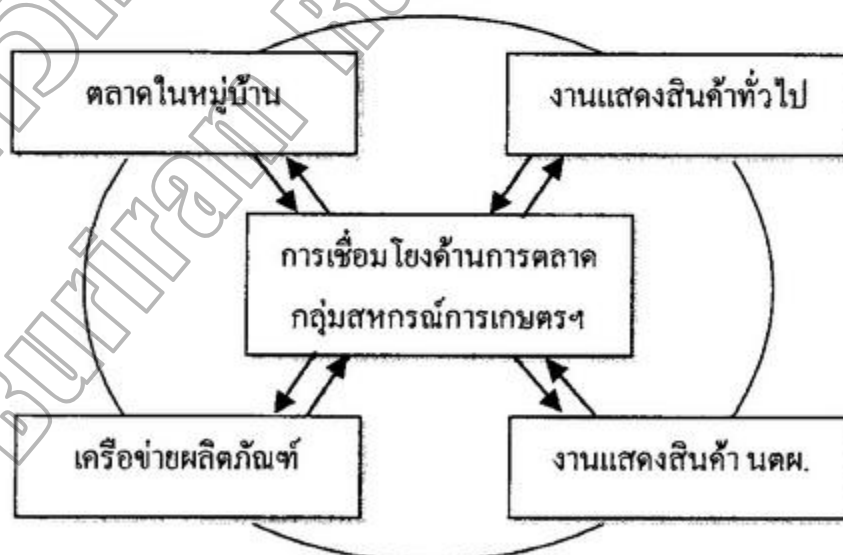 ตลาดในหมู่บ้าน
งานแสดงสินค้าทั่วไป
การเชื่อมโยงด้านการตลาด
กลุ่มสหกรณ์การเกษตรฯ
เครือข่ายผลิตภัณฑ์
งานแสดงสินค้า นตผ.
Buriram